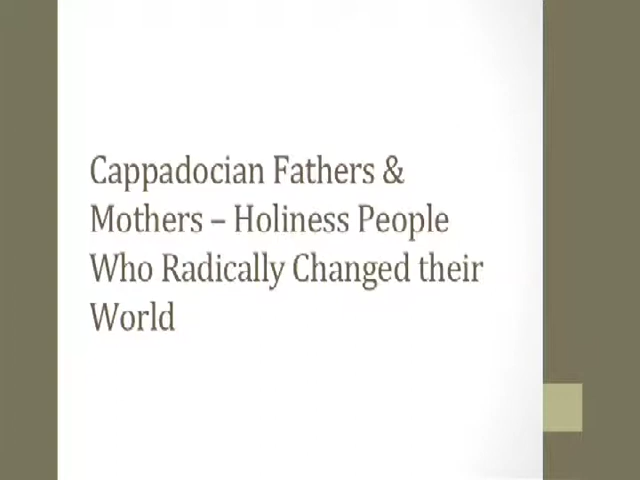 Cappadocian Fathers &
Mothers – Holiness People
Who Radically Changed their
World